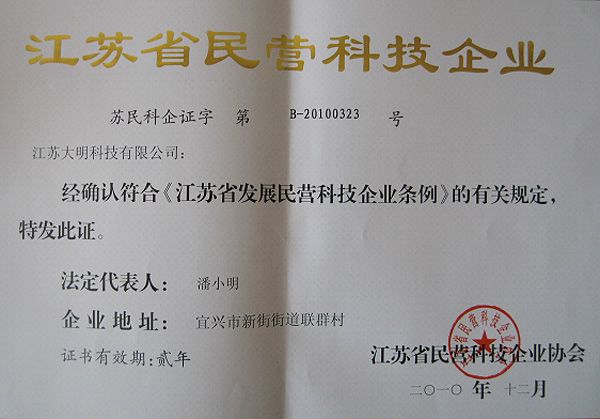 江苏省民营科技企业
苏民科企证字 第 B-20100323 号
江苏大明科技有限公司：
经确认符合《江苏省发展民营科技企业条例》的有关规定，
特发此证。
法定代表人： 潘小明
企业地址： 宜兴市新街街道联群村
证书有效期：贰年
江苏省民营科技企业协会
二〇一〇 年 十二月